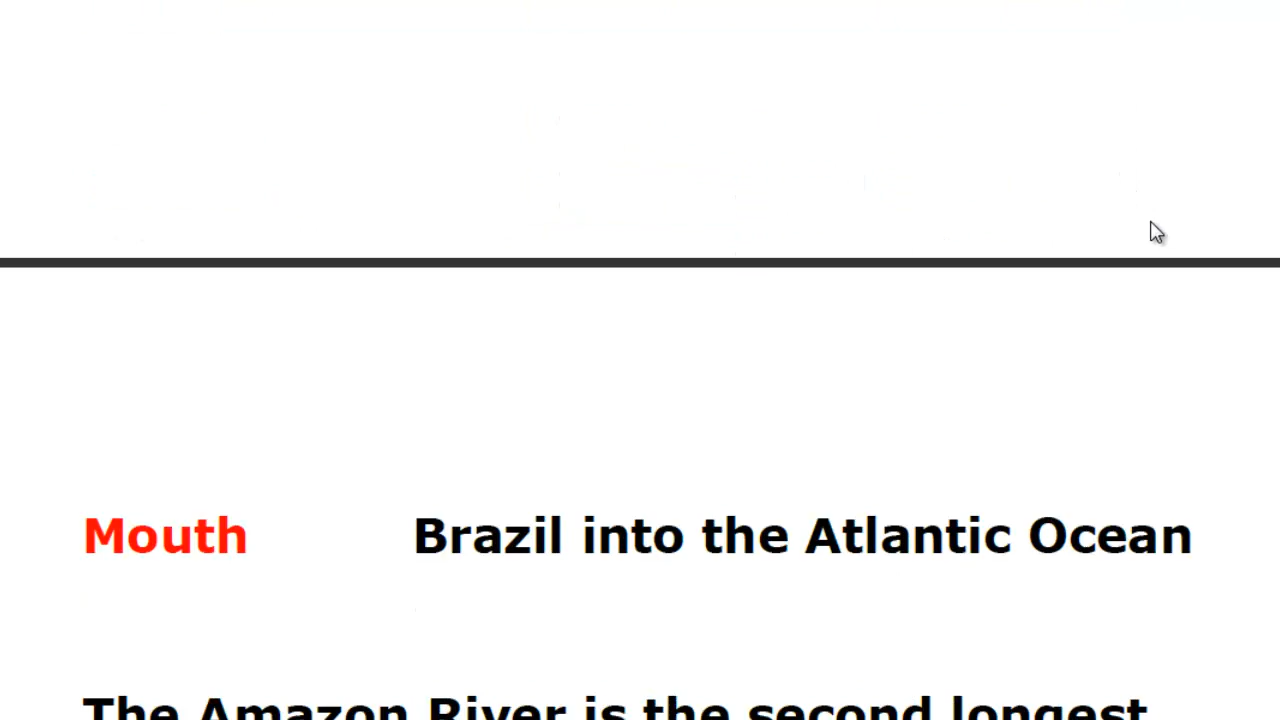 Mouth Brazil into the Atlantic Ocean
The Amazon River is the second longest